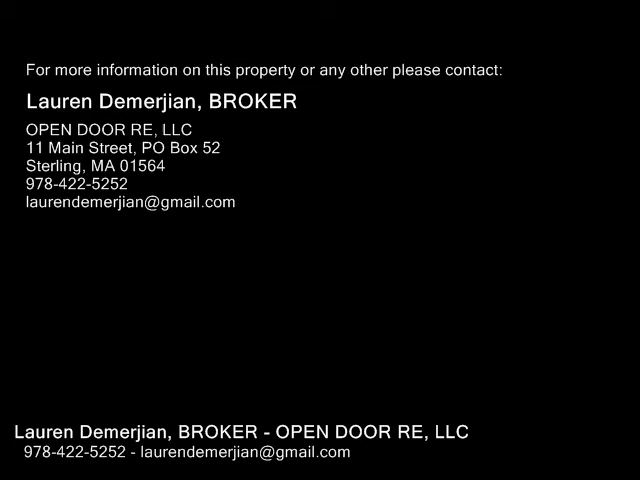 For more information on this property or any other please contact:
Lauren Demerjian, BROKER
OPEN DOOR RE, LLC
11 Main Street, PO Box 52
Sterling, MA 01564
978-422-5252
laurendemerjian@gmail.com
Lauren Demerjian, BROKER - OPEN DOOR RE, LLC
978-422-5252 - laurendemerjian@gmail.com